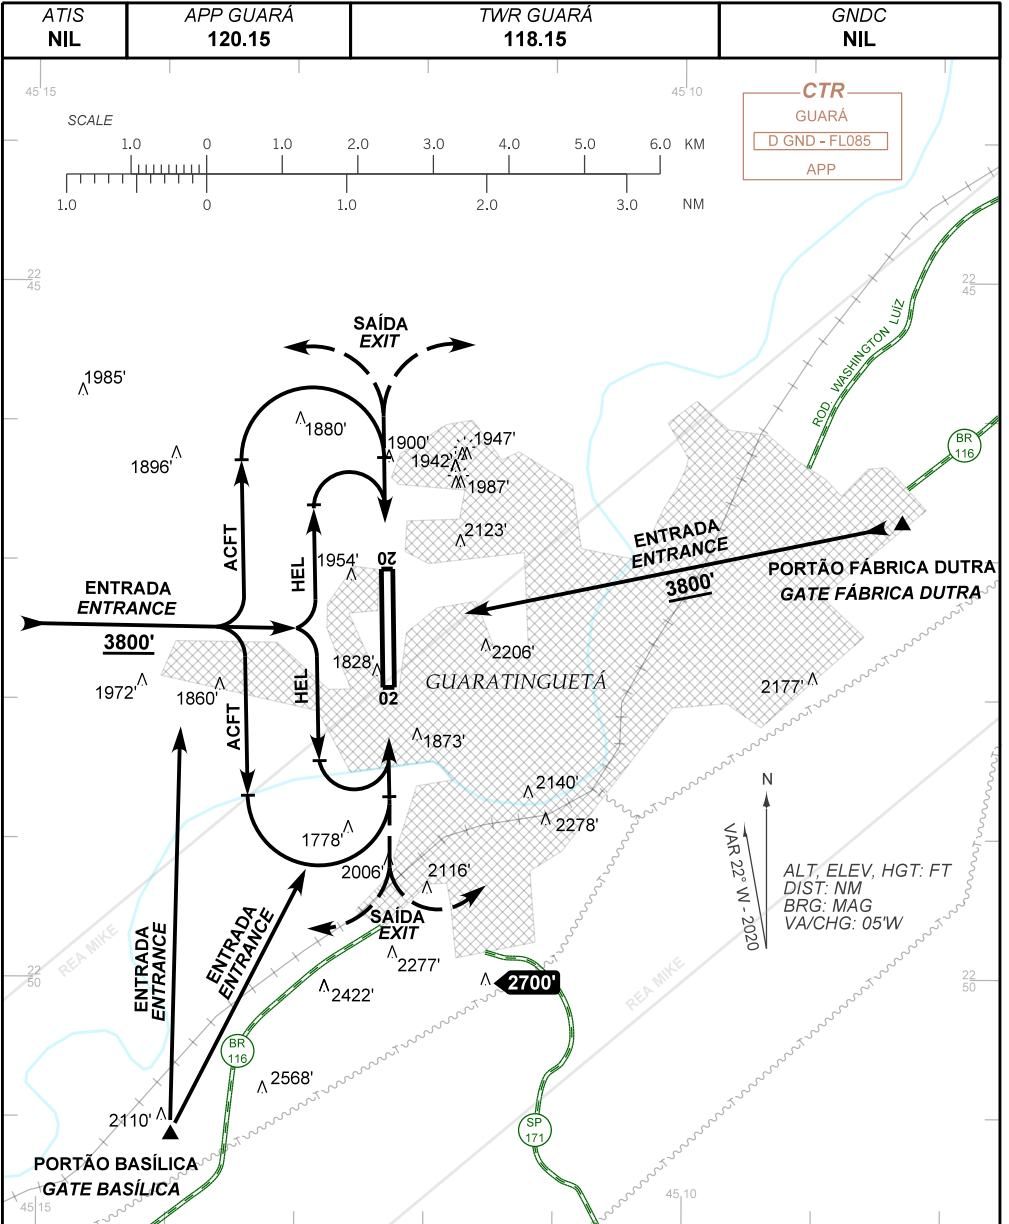 ATIS
NIL
APP GUARÁ
120.15
TWR GUARÁ
118.15
GNDC
NIL
45 15
45 10
CTR
GUARÁ
D GND - FL085
APP
SCALE
1.0 0 1.0 2.0 3.0 4.0 5.0 6.0 KM
1.0 0 1.0 2.0 3.0 NM
22
45
22
45
SAÍDA
EXIT
ROD. WASHINGTON LUÍZ
1985'
1880'
1900'
1947'
1896'
1942'
1987'
BR
116
2123'
ENTRADA
ENTRANCE
3800'
PORTÃO FÁBRICA DUTRA
GATE FÁBRICA DUTRA
ACFT
HEL
1954'
20
ENTRADA
ENTRANCE
3800'
2206'
1828'
GUARATINGUETÁ
1972'
1860'
02
2177'
ACFT
HEL
1873'
2140'
2278'
1778'
2006'
2116'
N
VAR 22° W - 2020
ALT, ELEV, HGT: FT
DIST: NM
BRG: MAG
VA/CHG: 05'W
SAÍDA
EXIT
REA MIKE
ENTRADA
ENTRANCE
ENTRADA
ENTRANCE
2277'
2700'
REA MIKE
22
50
22
50
2422'
BR
116
2568'
2110'
SP
171
PORTÃO BASÍLICA
GATE BASÍLICA
45 15
45 10